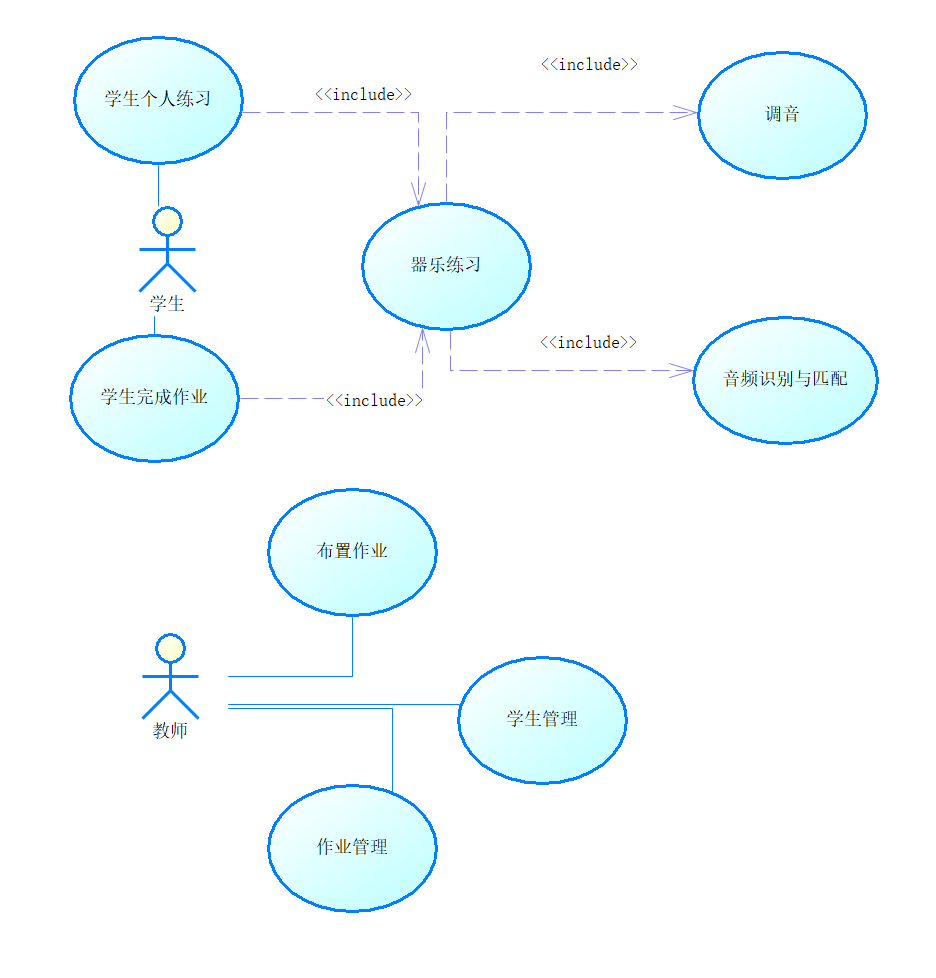 <<include>>
学生个人练习
<<include>>
调音
器乐练习
学生
<<include>>
音频识别与匹配
学生完成作业
<<include>>
布置作业
学生管理
教师
作业管理